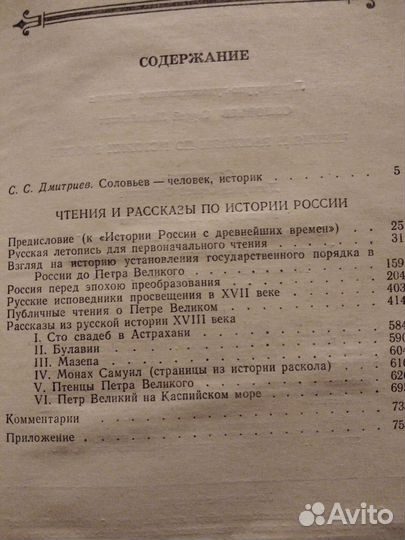 СОДЕРЖАНИЕ
С. С. Дмитриев. Соловьев — человек, историк . . . . . . . . 5
ЧТЕНИЯ И РАССКАЗЫ ПО ИСТОРИИ РОССИИ
Предисловие (к «Истории России с древнейших времен») . . 25
Русская летопись для первоначального чтения . . . . . . 31
Взгляд на историю установления государственного порядка в
России до Петра Великого . . . . . . . . . . . . 159
Россия перед эпохою преобразования . . . . . . . . . 204
Русские исповедники просвещения в XVII веке . . . . . . 403
Публичные чтения о Петре Великом . . . . . . . . . . 414
Рассказы из русской истории XVIII века
I. Сто свадеб в Астрахани . . . . . . . . . . . . 584
II. Булавин . . . . . . . . . . . . . . . . . . 590
III. Мазепа . . . . . . . . . . . . . . . . . .
IV. Монах Самуил (страницы из истории раскола) . . . . 610
V. Птенцы Петра Великого . . . . . . . . . . . .
VI. Петр Великий на Каспийском море . . . . . . . .
Комментарии . . . . . . . . . . . . . . . . . . .
Приложение . . . . . . . . . . . . . . . . . . .
Avito